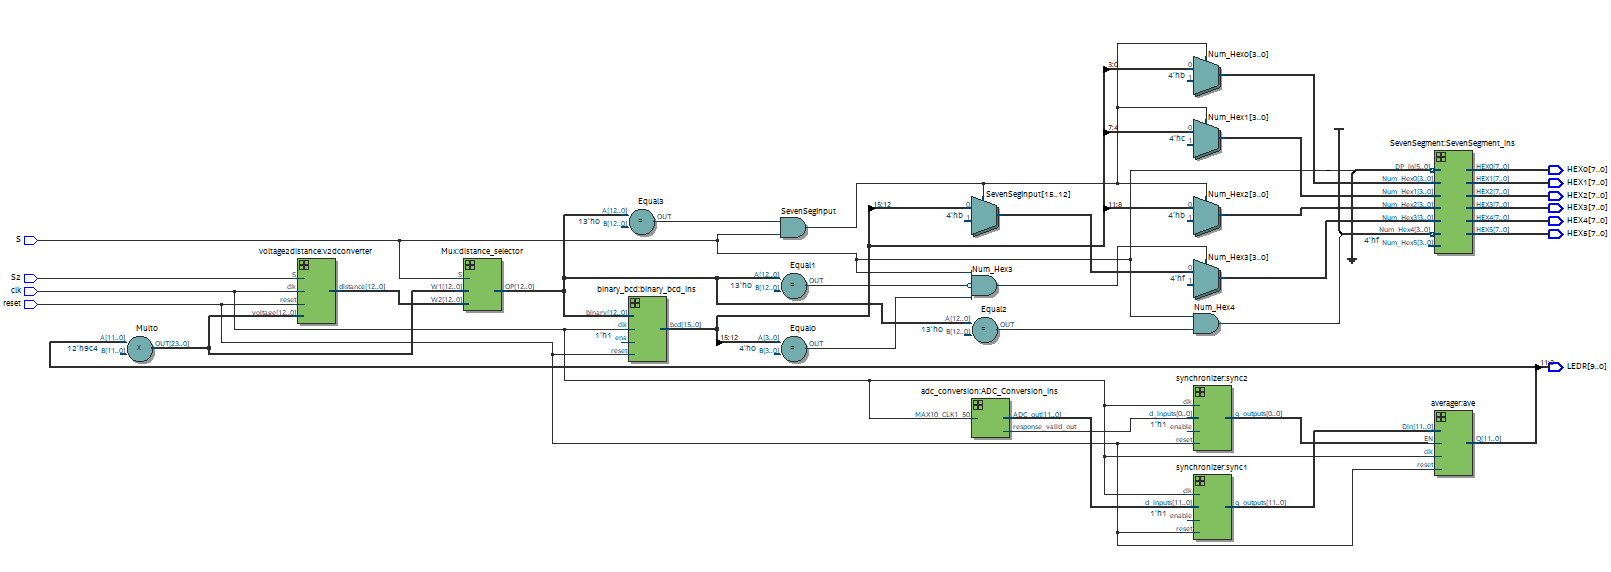 S
S2
clk
reset
Mult0
A[11..0]
12'h9c4 B[11..0]
×
OUT[23..0]
voltage2distance:v2dconverter
S
clk
reset
voltage[12..0]
distance[12..0]
Mux:distance_selector
S
W1[12..0]
W2[12..0]
OP[12..0]
Equal3
A[12..0]
13'h0 B[12..0]
=
OUT
binary_bcd:binary_bcd_ins
binary[12..0]
clk
1'h1 ena
reset
bcd[15..0]
SevenSegInput
Equal1
A[12..0]
13'h0 B[12..0]
=
OUT
Equal0
15:12
A[3..0]
4'h0 B[3..0]
=
OUT
SevenSegInput[15..12]
15:12
0
4'hb 1
Num_Hex3
Equal2
A[12..0]
13'h0 B[12..0]
=
OUT
Num_Hex0[3..0]
3:0
0
4'hb 1
Num_Hex1[3..0]
7:4
0
4'hc 1
Num_Hex2[3..0]
11:8
0
4'hb 1
Num_Hex3[3..0]
0
4'hf 1
Num_Hex4
SevenSegment:SevenSegment_ins
DP_in[5..0]
Num_Hex0[3..0]
Num_Hex1[3..0]
Num_Hex2[3..0]
Num_Hex3[3..0]
Num_Hex4[3..0]
4'hf Num_Hex5[3..0]
HEX0[7..0]
HEX1[7..0]
HEX2[7..0]
HEX3[7..0]
HEX4[7..0]
HEX5[7..0]
HEX0[7..0]
HEX1[7..0]
HEX2[7..0]
HEX3[7..0]
HEX4[7..0]
HEX5[7..0]
LEDR[9..0]
adc_conversion:ADC_Conversion_ins
MAX10_CLK1_50
ADC_out[11..0]
response_valid_out
synchronizer:sync2
clk
d_inputs[0..0]
1'h1 enable
reset
q_outputs[0..0]
synchronizer:sync1
clk
d_inputs[11..0]
1'h1 enable
reset
q_outputs[11..0]
averager:ave
Din[11..0]
EN
clk
reset
Q[11..0]